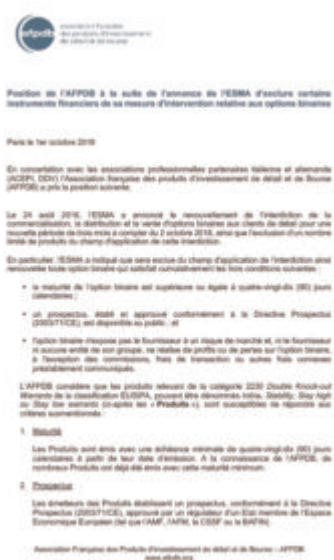 afpdb
association française
des produits d'investissement
de détail et de bourse
Position de l'AFPDB à la suite de l'annonce de l'ESMA d'exclure certains
instruments financiers de sa mesure d'intervention relative aux options binaires
Paris le 1er octobre 2018
En concertation avec les associations professionnelles partenaires italienne et allemande
(ACEPI, DDV) l'Association française des produits d'investissement de détail et de Bourse
(AFPDB) a pris la position suivante.
Le 24 août 2018, l'ESMA a annoncé le renouvellement de l'interdiction de la
commercialisation, la distribution et la vente d'options binaires aux clients de détail pour une
nouvelle période de trois mois à compter du 2 octobre 2018, ainsi que l'exclusion d'un nombre
limité de produits du champ d'application de cette interdiction.
En particulier, l'ESMA a indiqué que sera exclue du champ d'application de l'interdiction ainsi
renouvelée toute option binaire qui satisfait cumulativement les trois conditions suivantes :
• la maturité de l'option binaire est supérieure ou égale à quatre-vingt-dix (90) jours
calendaires ;
• un prospectus, établi et approuvé conformément à la Directive Prospectus
(2003/71/CE), est disponible au public ; et
• l'option binaire n'expose pas le fournisseur à un risque de marché et, ni le fournisseur
ni aucune entité de son groupe, ne réalise de profits ou de pertes sur l'option binaire,
à l'exception des commissions, frais de transaction ou autres frais connexes
préalablement communiqués.
L'AFPDB considère que les produits relevant de la catégorie 2230 Double Knock-out
Warrants de la classification EUSIPA, pouvant être dénommés Inline, Stability, Stay high
ou Stay low warrants (ci-après les « Produits »), sont susceptibles de répondre aux
critères susmentionnés :
1. Maturité
Les Produits sont émis avec une échéance minimale de quatre-vingt-dix (90) jours
calendaires à partir de leur date d'émission. A la connaissance de l'AFPDB, de
nombreux Produits ont déjà été émis avec cette maturité minimum.
2. Prospectus
Les émetteurs des Produits établissent un prospectus, conformément à la Directive
Prospectus (2003/71/CE), approuvé par un régulateur d'un Etat membre de l'Espace
Economique Européen (tel que l'AMF, l'AFM, la CSSF ou la BAFIN).
Association Française des Produits d'Investissement de détail et de Bourse – AFPDB
www.afpdb.org